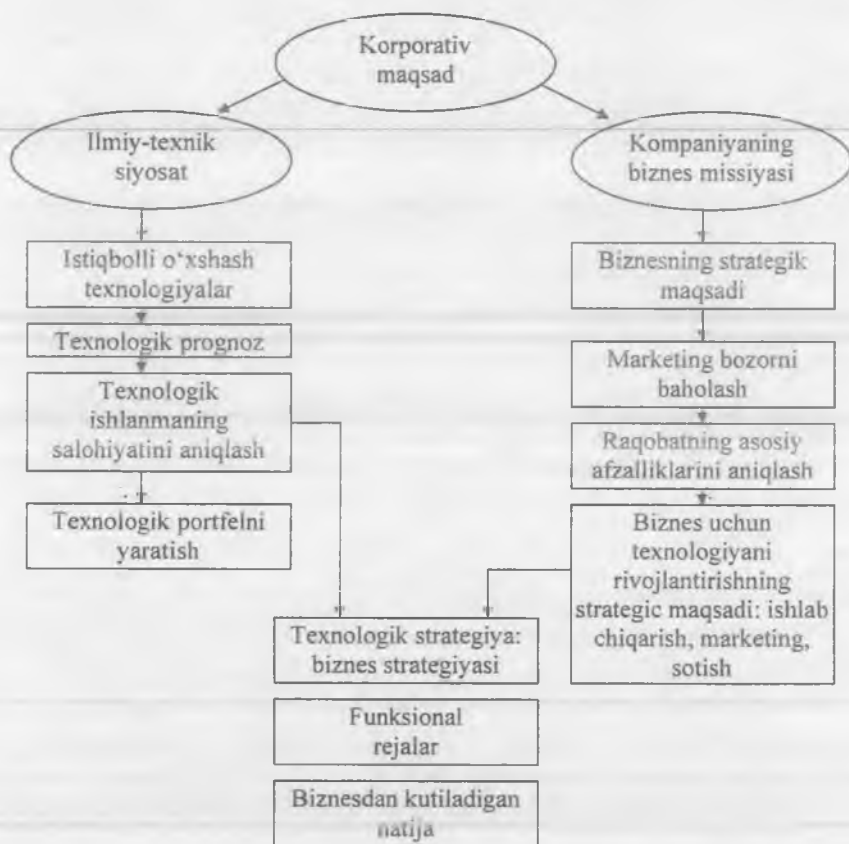 Korporativ
maqsad
Ilmiy-texnik
siyosat
Kompaniyaning
biznes missiyasi
Istiqbolli o‘xshash
texnologiyalar
Texnologik prognoz
Texnologik
ishlanmaning
salohiyatini aniqlash
Texnologik portfelni
yaratish
Biznesning strategik
maqsadi
Marketing bozorni
baholash
Raqobatning asosiy
afzalliklarini aniqlash
Biznes uchun
texnologiyani
rivojlantirishning
strategic maqsadi: ishlab
chiqarish, marketing,
sotish
Texnologik strategiya:
biznes strategiyasi
Funksional
rejalar
Biznesdan kutiladigan
natija